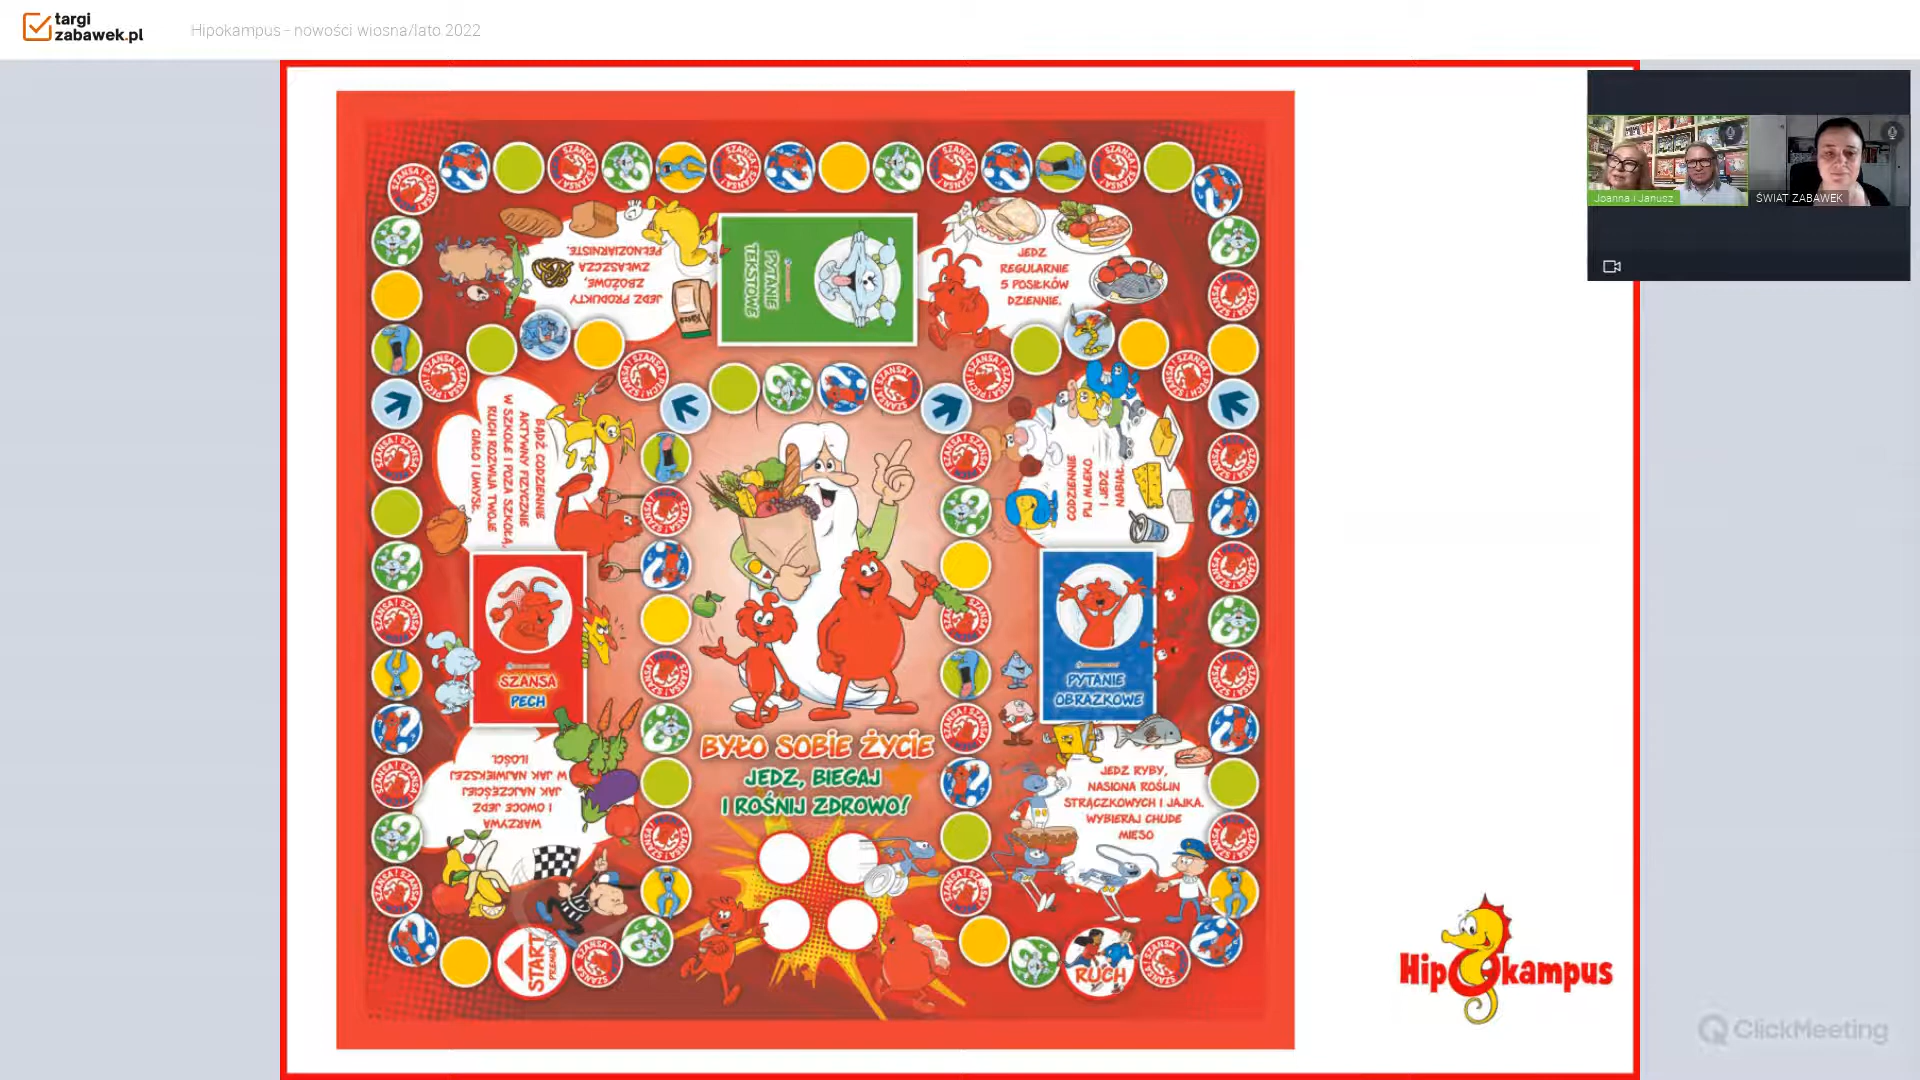 targi
zabawek.pl
Hipokampus - nowości wiosna/lato 2022
Joanna i Janusz
ŚWIAT ZABAWEK
JEDZ PRODUKTY
ZBOŻOWE,
ZWŁASZCZA
PEŁNOZIARNISTE.
Kasza
PYTANIE
TEKSTOWE
JEDZ
REGULARNIE
5 POSIŁKÓW
DZIENNIE.
BĄDŹ CODZIENNIE
AKTYWNY FIZYCZNIE
W SZKOLE I POZA SZKOŁĄ,
RUCH ROZWIJA TWOJE
CIAŁO I UMYSŁ.
CODZIENNIE
PIJ MLEKO
I JEDZ
NABIAŁ.
SZANSA
PECH
PYTANIE
OBRAZKOWE
BYŁO SOBIE ŻYCIE
JEDZ, BIEGAJ
I ROŚNIJ ZDROWO!
WARZYWA
I OWOCE JEDZ
JAK NAJCZĘŚCIEJ
W JAK NAJWIĘKSZEJ
ILOŚCI.
JEDZ RYBY,
NASIONA ROŚLIN
STRĄCZKOWYCH I JAJKA.
WYBIERAJ CHUDE
MIĘSO
START
PREMIA
RUCH
Hipokampus
ClickMeeting